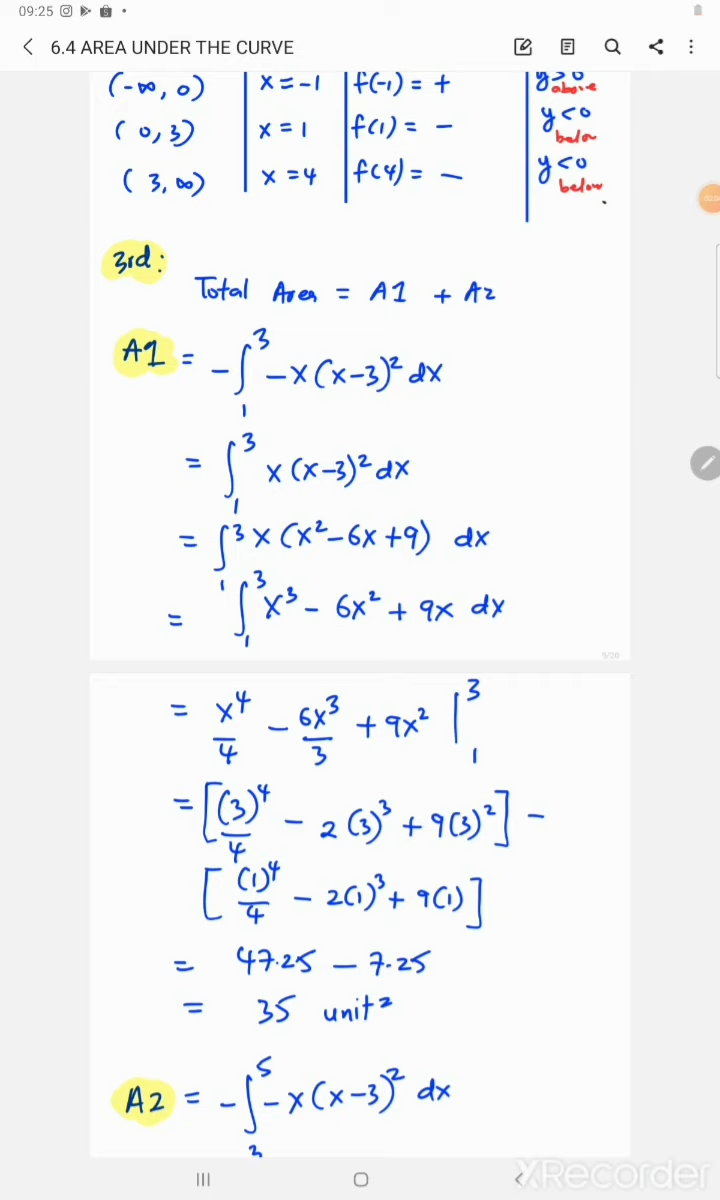 09:25
6.4 AREA UNDER THE CURVE
(-∞, 0) | x = -1 | f(-1) = + | y>0 above
(0, 3) | x = 1 | f(1) = - | y<0 below
(3, ∞) | x = 4 | f(4) = - | y<0 below
3rd:
Total Area = A1 + A2
A1 = -∫₁³ -x(x-3)² dx
= ∫₁³ x(x-3)² dx
= ∫₁³ x(x²-6x+9) dx
= ∫₁³ x³ - 6x² + 9x dx
9/20
= x⁴/4 - 6x³/3 + 9x² |₁³
= [(3)⁴/4 - 2(3)³ + 9(3)²] -
[(1)⁴/4 - 2(1)³ + 9(1)]
= 47.25 - 7.25
= 35 unit²
A2 = -∫₃⁵ -x(x-3)² dx
XRecorder